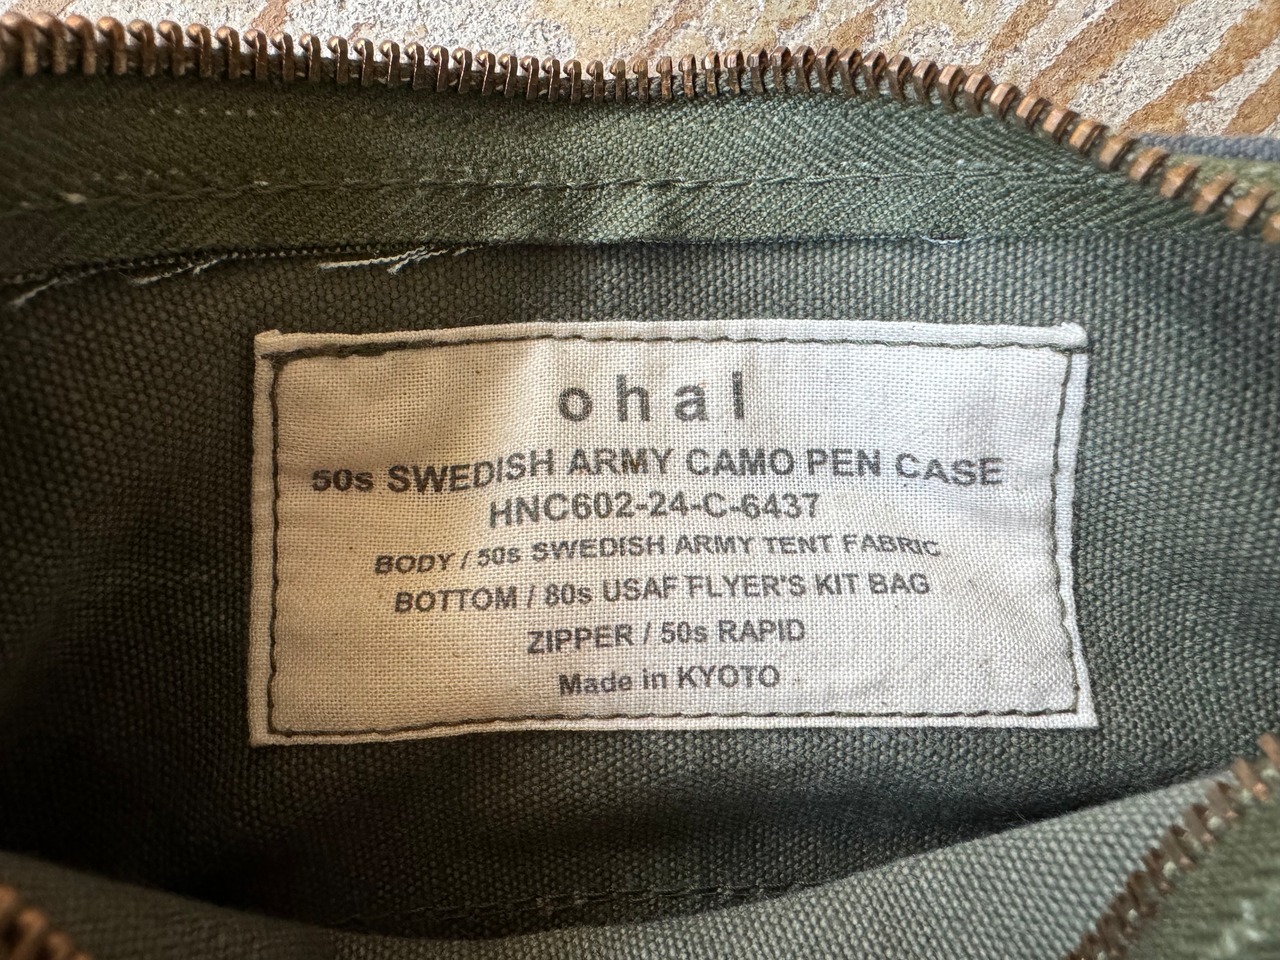 ohal
50s SWEDISH ARMY CAMO PEN CASE
HNC602-24-C-6437
BODY / 50s SWEDISH ARMY TENT FABRIC
BOTTOM / 80s USAF FLYER'S KIT BAG
ZIPPER / 50s RAPID
Made in KYOTO